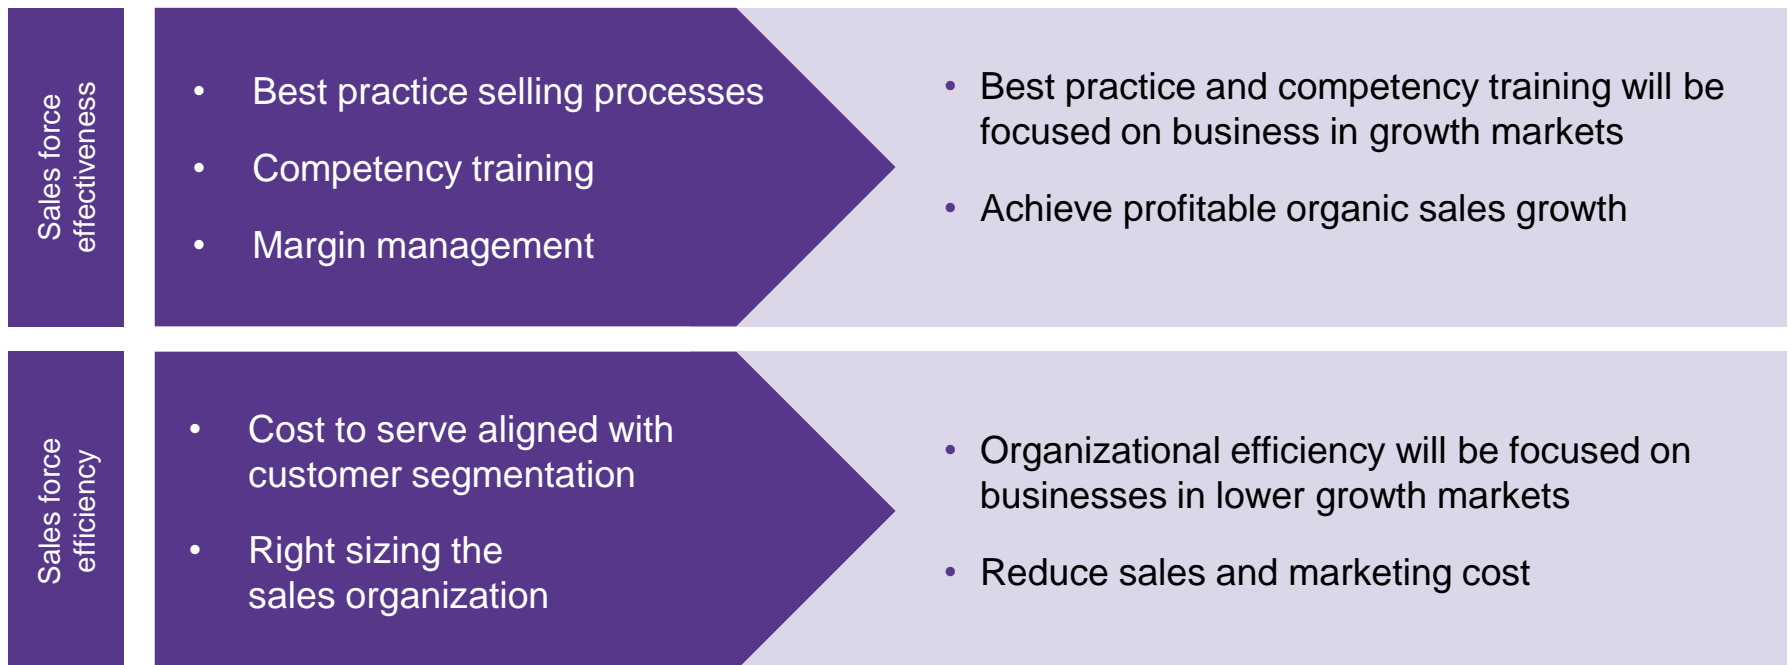 Sales force
effectiveness
• Best practice selling processes
• Competency training
• Margin management
• Best practice and competency training will be
focused on business in growth markets
• Achieve profitable organic sales growth
Sales force
efficiency
• Cost to serve aligned with
customer segmentation
• Right sizing the
sales organization
• Organizational efficiency will be focused on
businesses in lower growth markets
• Reduce sales and marketing cost